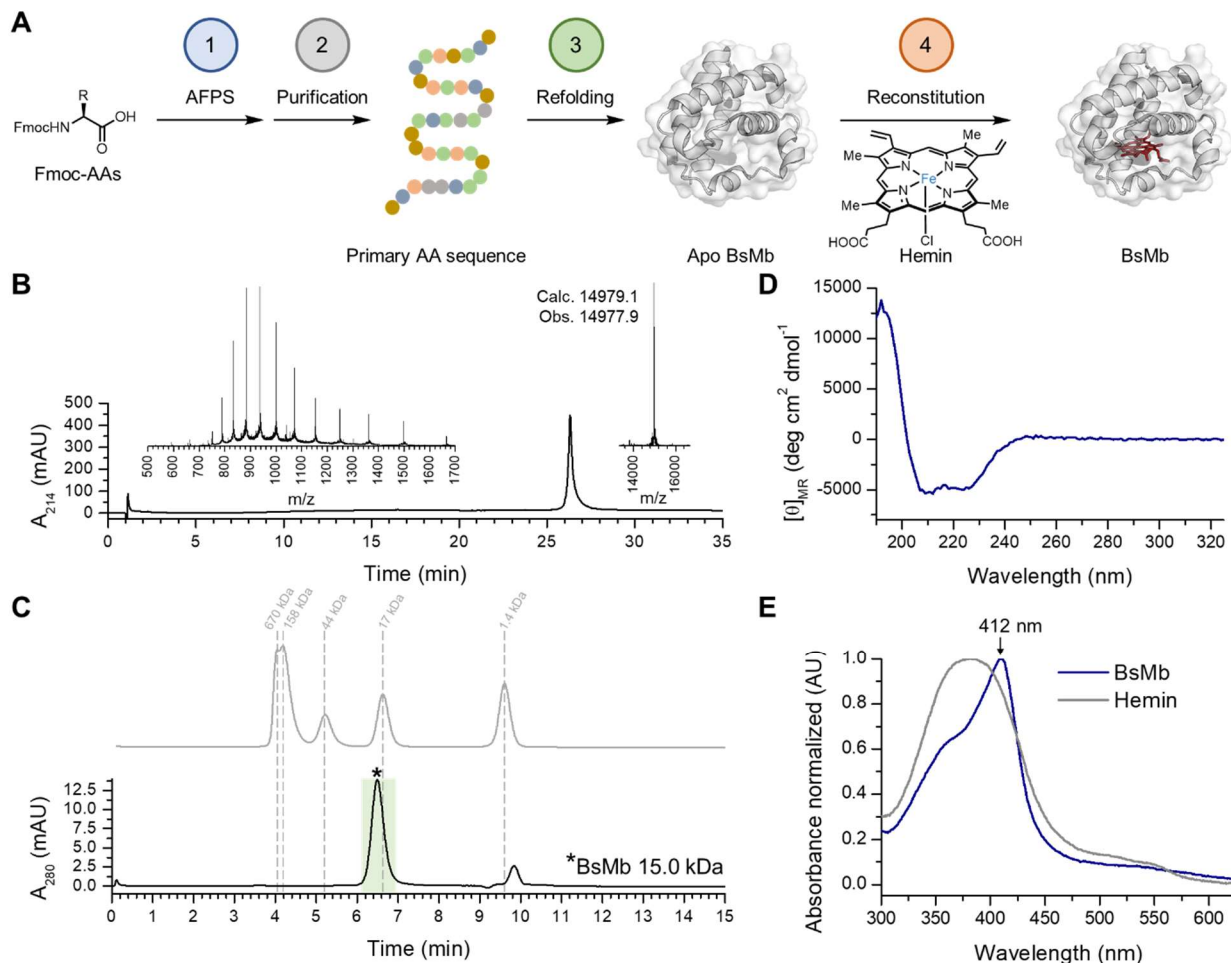 A
1
2
3
4
AFPS
Purification
Refolding
Reconstitution
R
FmocHN
OH
O
Fmoc-AAs
Me
Me
N
N
Fe
N
N
Me
Me
HOOC
Cl
COOH
Primary AA sequence
Apo BsMb
Hemin
BsMb
B
Calc. 14979.1
Obs. 14977.9
500
400
300
200
100
0
A214 (mAU)
500 600 700 800 900 1000 1100 1200 1300 1400 1500 1600 1700
m/z
14000 16000
m/z
0 5 10 15 20 25 30 35
Time (min)
D
15000
10000
5000
0
-5000
[θ]MR (deg cm² dmol⁻¹)
200 220 240 260 280 300 320
Wavelength (nm)
C
670 kDa
158 kDa
44 kDa
17 kDa
1.4 kDa
12.5
10.0
7.5
5.0
2.5
0.0
A280 (mAU)
*
*BsMb 15.0 kDa
0 1 2 3 4 5 6 7 8 9 10 11 12 13 14 15
Time (min)
E
412 nm
BsMb
Hemin
1.0
0.8
0.6
0.4
0.2
0.0
Absorbance normalized (AU)
300 350 400 450 500 550 600
Wavelength (nm)